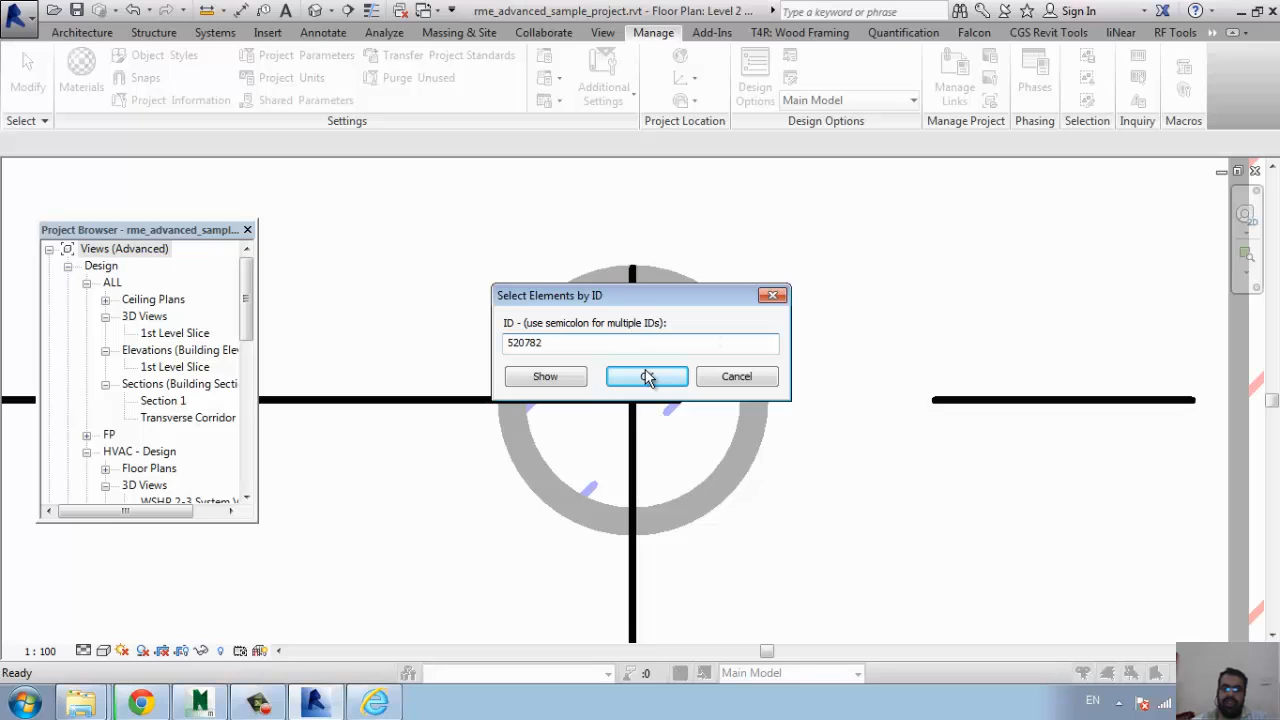 rme_advanced_sample_project.rvt - Floor Plan: Level 2 ...
Type a keyword or phrase
Sign In
Architecture Structure Systems Insert Annotate Analyze Massing & Site Collaborate View Manage Add-Ins T4R: Wood Framing Quantification Falcon CGS Revit Tools liNear RF Tools
Modify
Materials
Object Styles
Snaps
Project Information
Project Parameters
Project Units
Shared Parameters
Transfer Project Standards
Purge Unused
Additional Settings
Design Options
Main Model
Manage Links
Phases
Select
Settings
Project Location
Design Options
Manage Project
Phasing
Selection
Inquiry
Macros
Project Browser - rme_advanced_sampl...
Views (Advanced)
Design
ALL
Ceiling Plans
3D Views
1st Level Slice
Elevations (Building Ele
1st Level Slice
Sections (Building Secti
Section 1
Transverse Corridor
FP
HVAC - Design
Floor Plans
3D Views
WSHP 2-3 System V
Select Elements by ID
ID - (use semicolon for multiple IDs):
520782
Show
Cancel
2D
1 : 100
Ready
:0
Main Model
EN